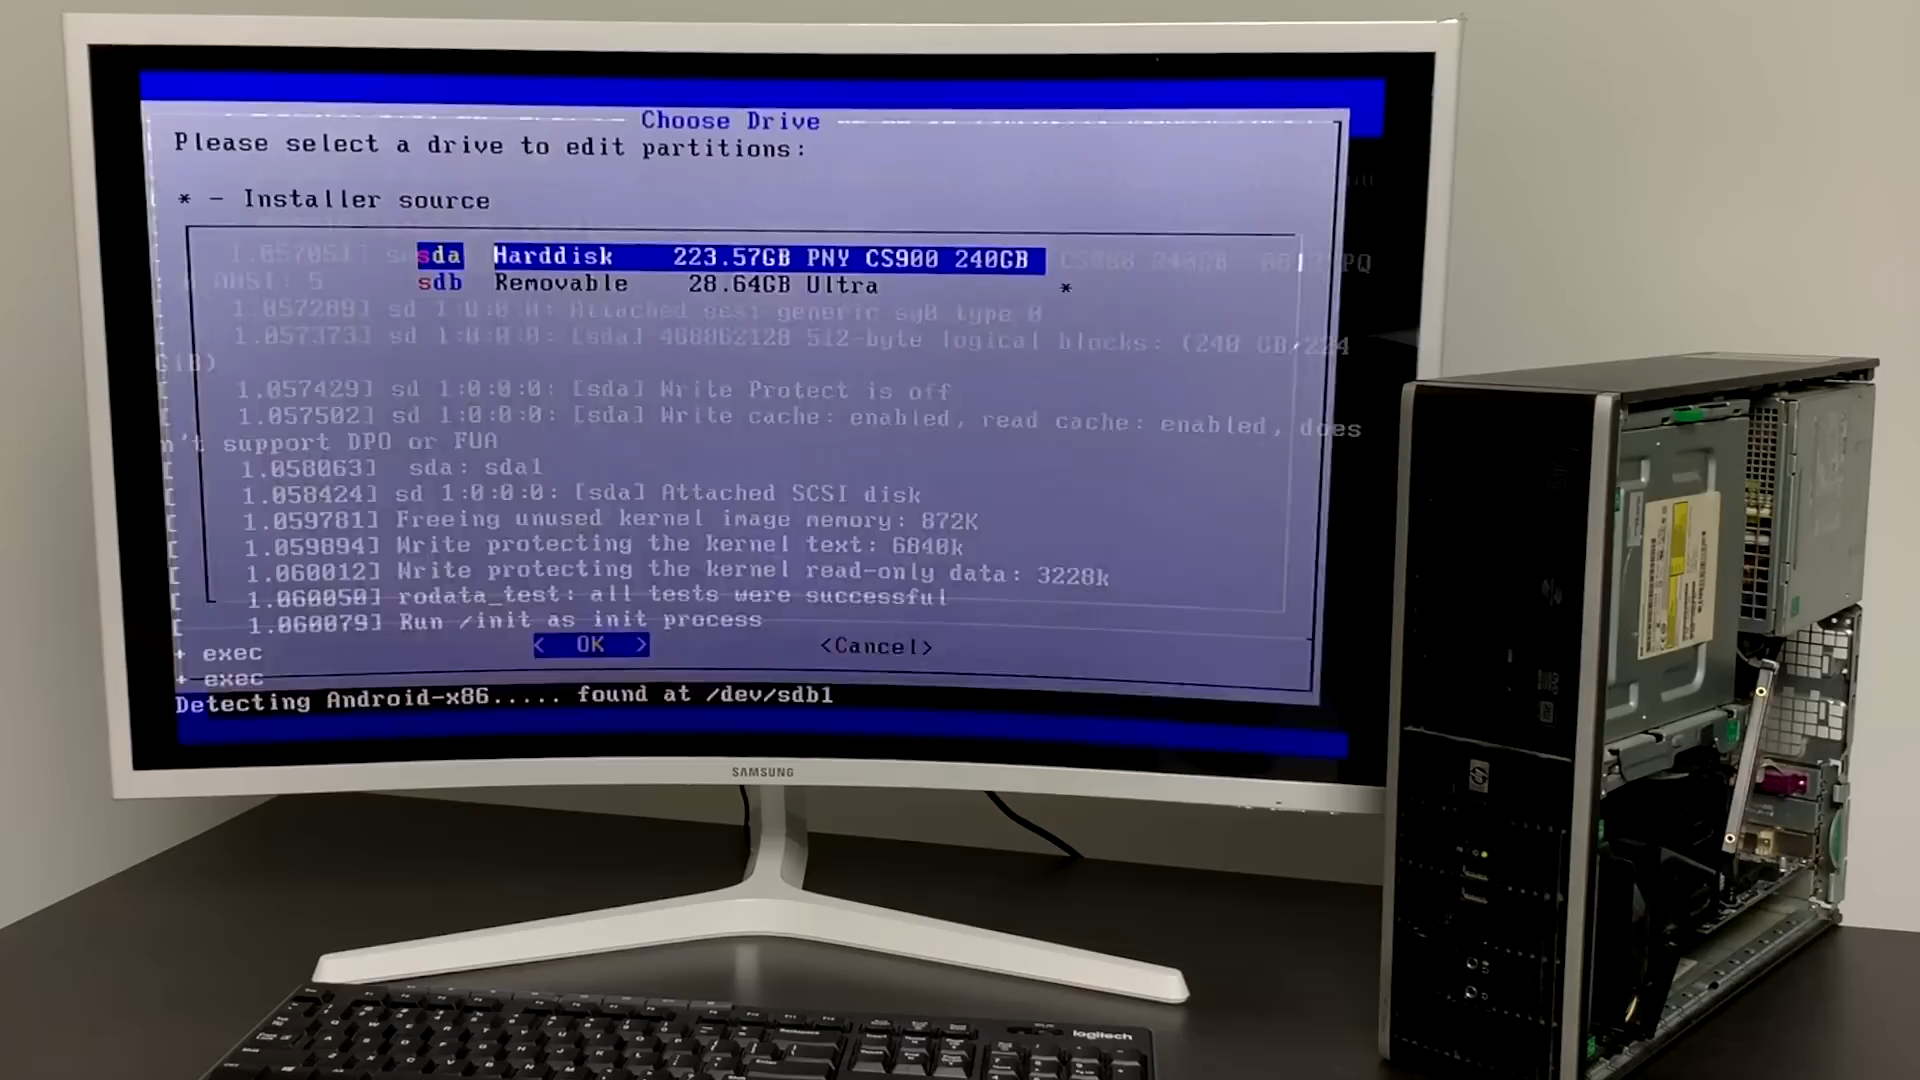 Choose Drive
Please select a drive to edit partitions:
* - Installer source
sda Harddisk 223.57GB PNY CS900 240GB
sdb Removable 28.64GB Ultra *
1.057289] sd 1:0:0:0: Attached scsi generic sg0 type 0
1.057373] sd 1:0:0:0: [sda] 468862128 512-byte logical blocks: (240 GB/224
GiB)
1.057429] sd 1:0:0:0: [sda] Write Protect is off
[ 1.057502] sd 1:0:0:0: [sda] Write cache: enabled, read cache: enabled, does
n't support DPO or FUA
[ 1.058063] sda: sda1
[ 1.058424] sd 1:0:0:0: [sda] Attached SCSI disk
[ 1.059781] Freeing unused kernel image memory: 872K
[ 1.059894] Write protecting the kernel text: 6840k
[ 1.060012] Write protecting the kernel read-only data: 3228k
[ 1.060050] rodata_test: all tests were successful
[ 1.060079] Run /init as init process
< OK > <Cancel>
+ exec
+ exec
Detecting Android-x86..... found at /dev/sdb1
SAMSUNG
hp
logitech